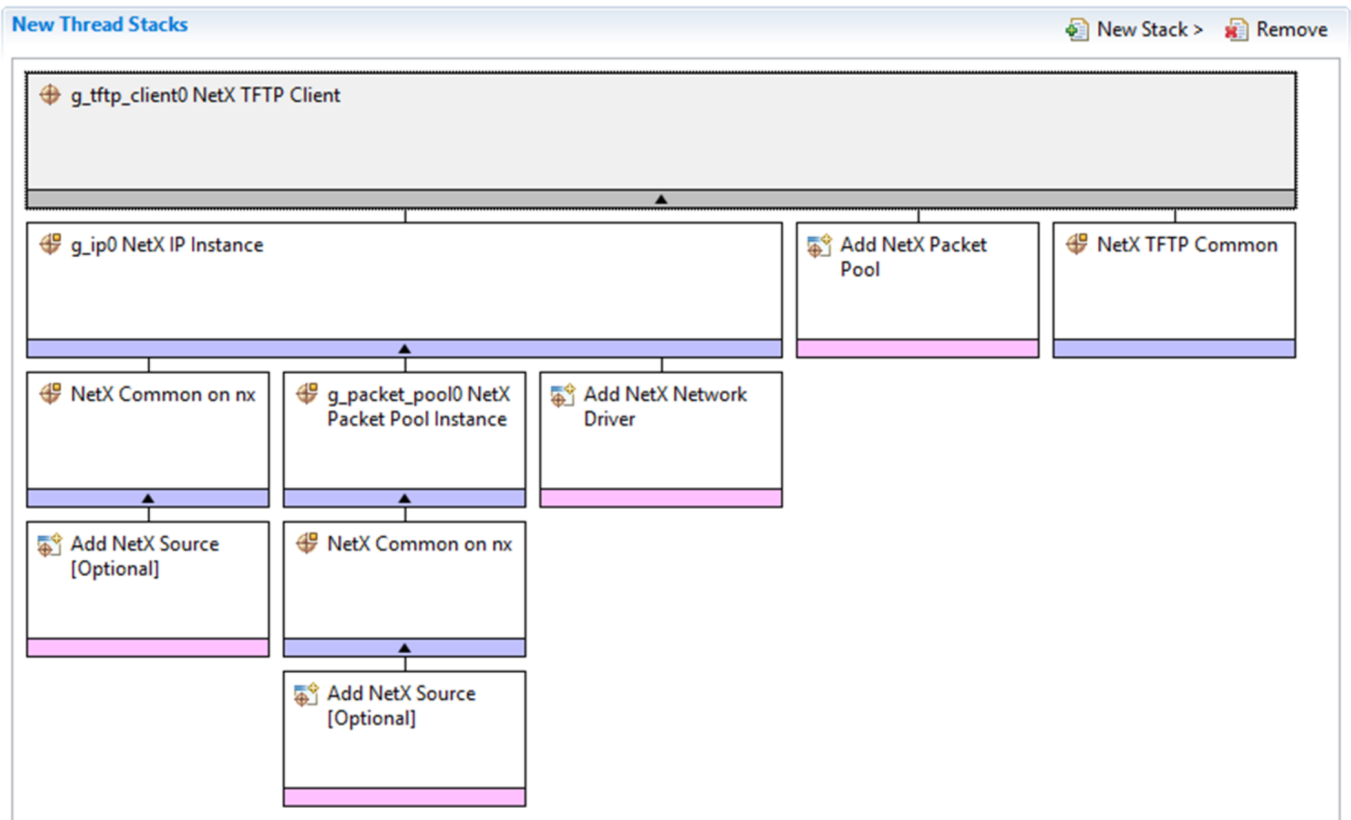 New Thread Stacks
New Stack >
Remove
g_tftp_client0 NetX TFTP Client
g_ip0 NetX IP Instance
Add NetX Packet
Pool
NetX TFTP Common
NetX Common on nx
g_packet_pool0 NetX
Packet Pool Instance
Add NetX Network
Driver
Add NetX Source
[Optional]
NetX Common on nx
Add NetX Source
[Optional]